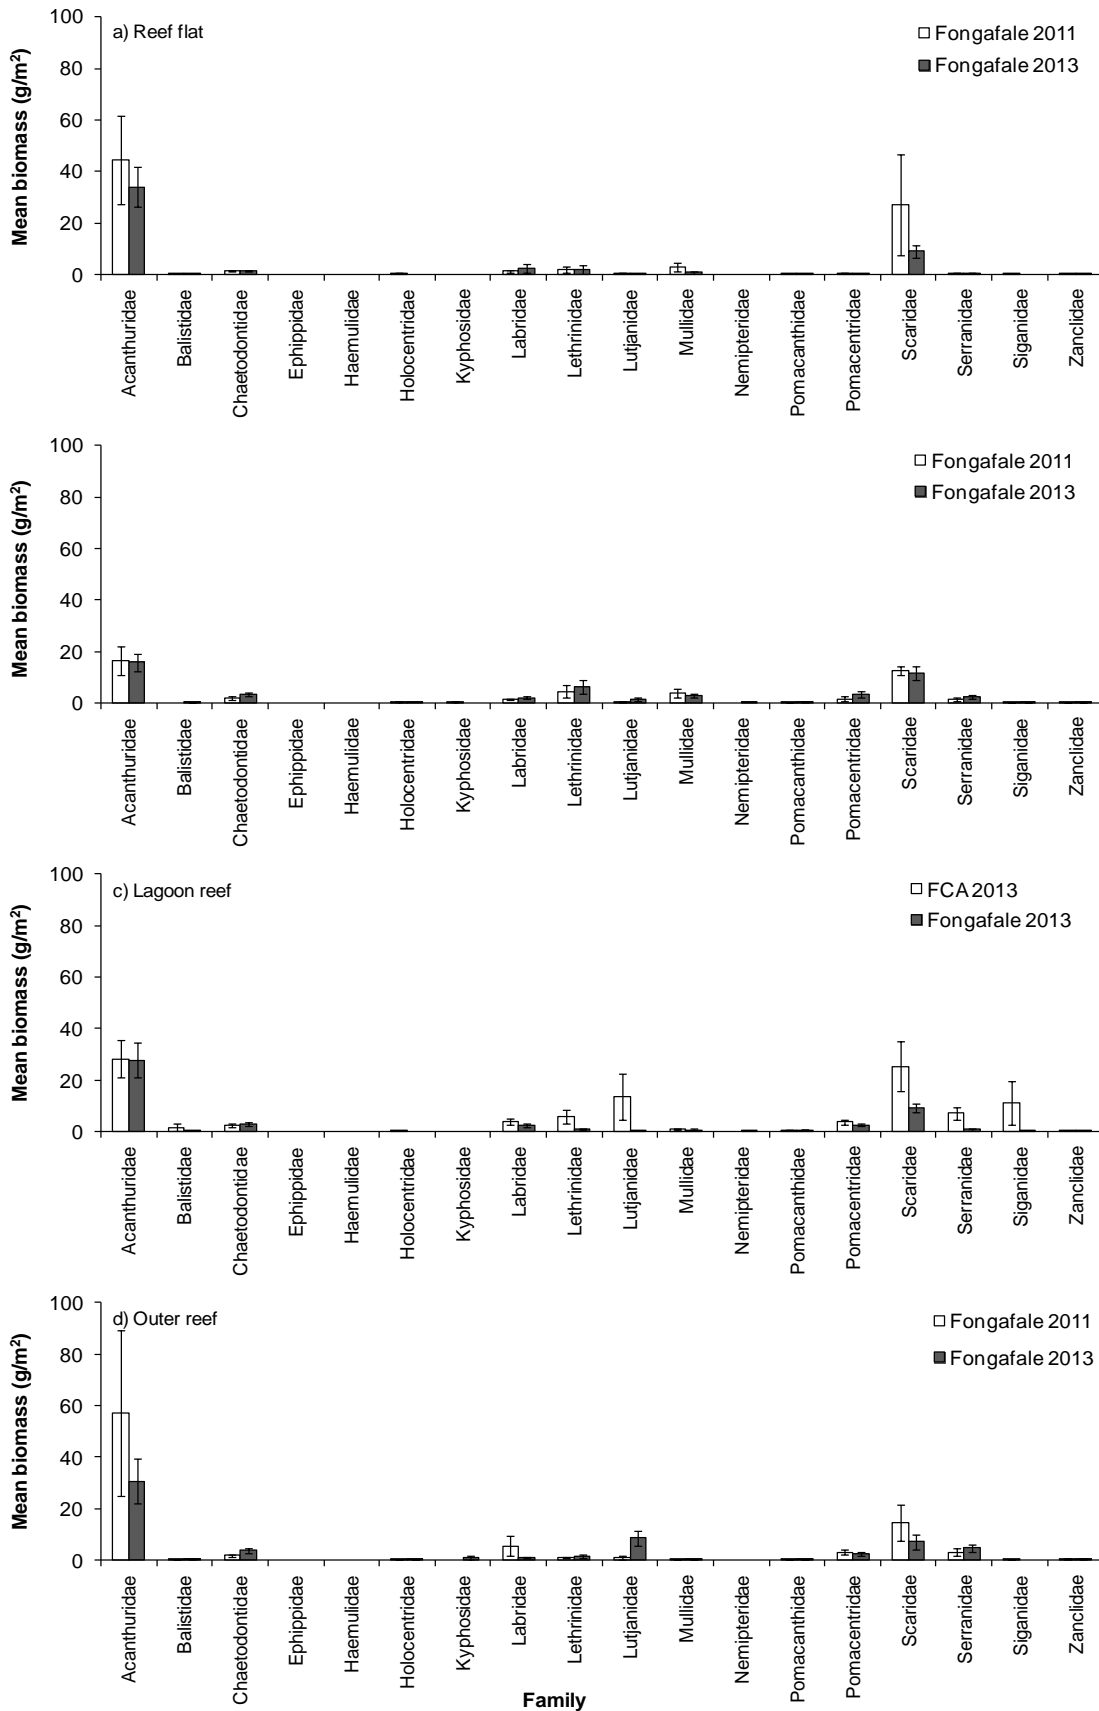 a) Reef flat
Fongafale 2011
Fongafale 2013
Mean biomass (g/m²)
100
80
60
40
20
0
Acanthuridae
Balistidae
Chaetodontidae
Ephippidae
Haemulidae
Holocentridae
Kyphosidae
Labridae
Lethrinidae
Lutjanidae
Mullidae
Nemipteridae
Pomacanthidae
Pomacentridae
Scaridae
Serranidae
Siganidae
Zanclidae
Fongafale 2011
Fongafale 2013
Mean biomass (g/m²)
100
80
60
40
20
0
Acanthuridae
Balistidae
Chaetodontidae
Ephippidae
Haemulidae
Holocentridae
Kyphosidae
Labridae
Lethrinidae
Lutjanidae
Mullidae
Nemipteridae
Pomacanthidae
Pomacentridae
Scaridae
Serranidae
Siganidae
Zanclidae
c) Lagoon reef
FCA 2013
Fongafale 2013
Mean biomass (g/m²)
100
80
60
40
20
0
Acanthuridae
Balistidae
Chaetodontidae
Ephippidae
Haemulidae
Holocentridae
Kyphosidae
Labridae
Lethrinidae
Lutjanidae
Mullidae
Nemipteridae
Pomacanthidae
Pomacentridae
Scaridae
Serranidae
Siganidae
Zanclidae
d) Outer reef
Fongafale 2011
Fongafale 2013
Mean biomass (g/m²)
100
80
60
40
20
0
Acanthuridae
Balistidae
Chaetodontidae
Ephippidae
Haemulidae
Holocentridae
Kyphosidae
Labridae
Lethrinidae
Lutjanidae
Mullidae
Nemipteridae
Pomacanthidae
Pomacentridae
Scaridae
Serranidae
Siganidae
Zanclidae
Family